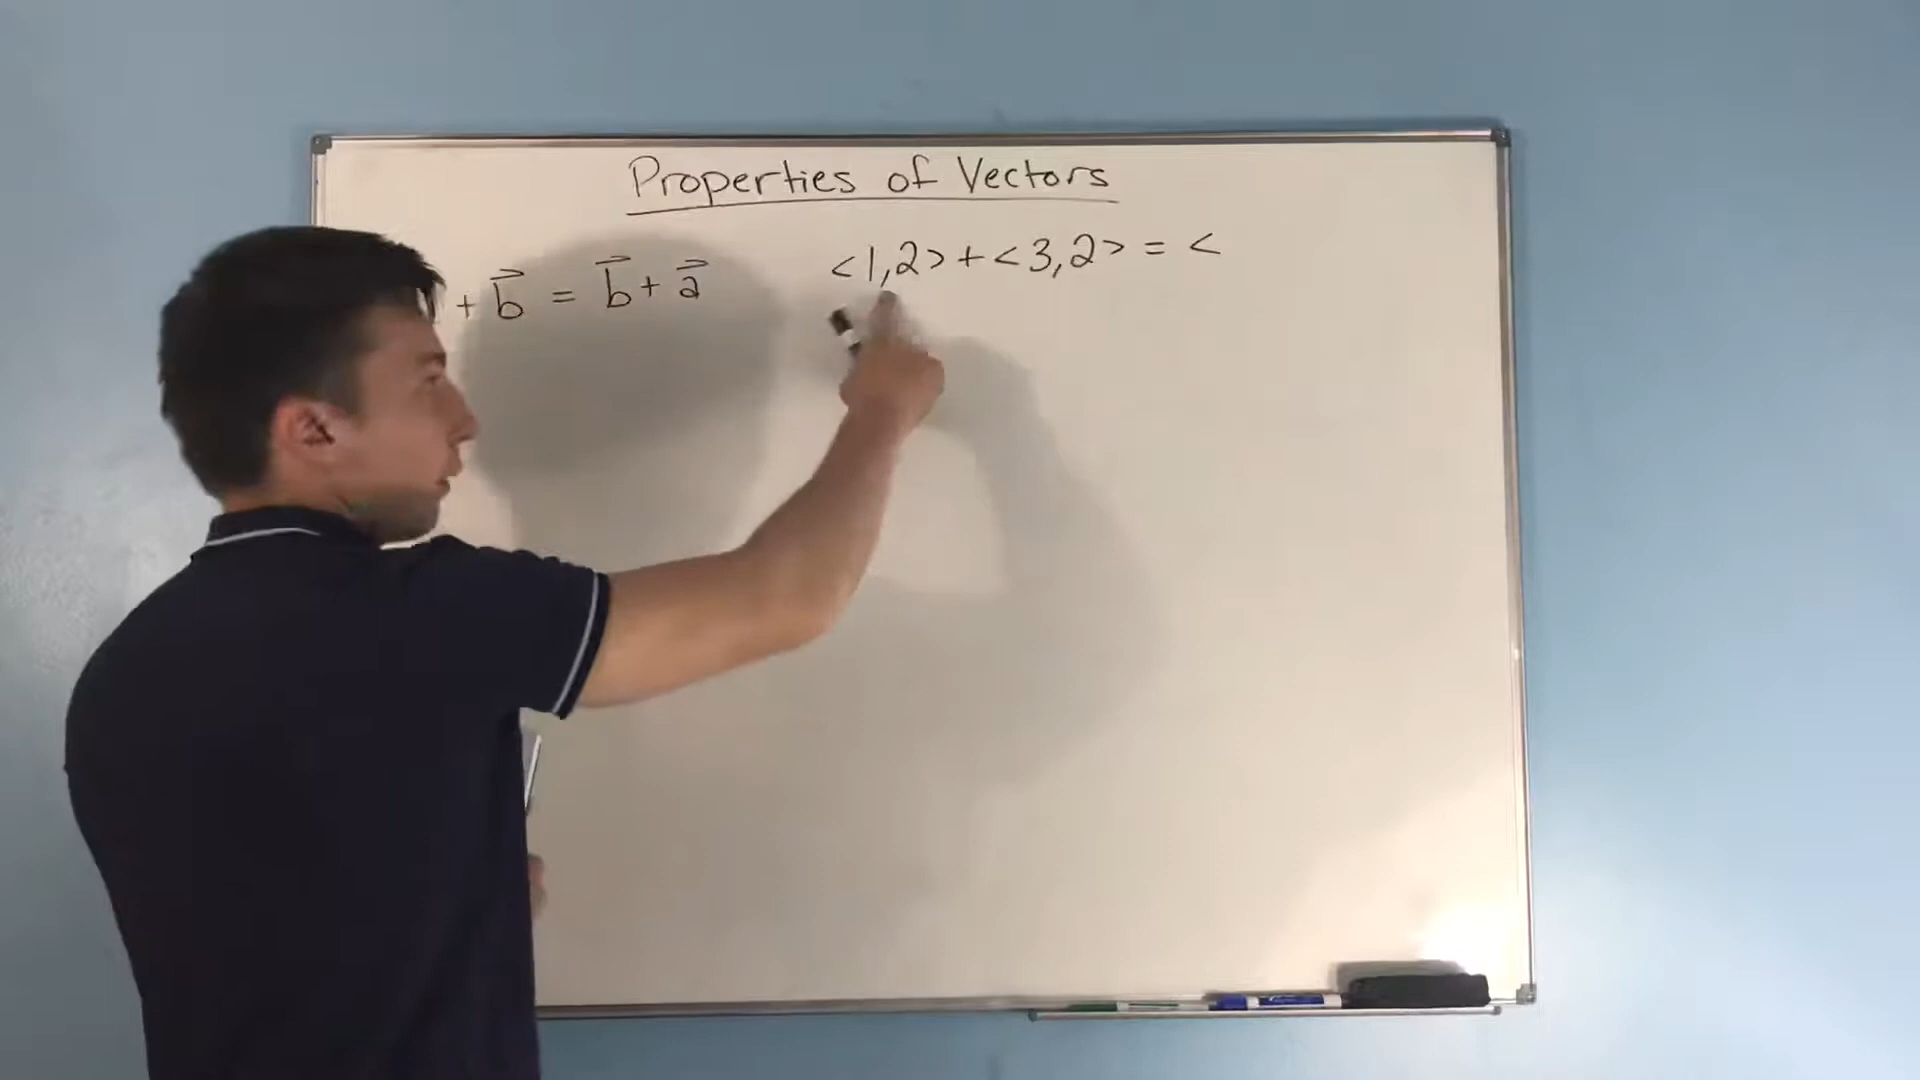 Properties of Vectors
+ b⃗ = b⃗ + a⃗
<1,2> + <3,2> = <